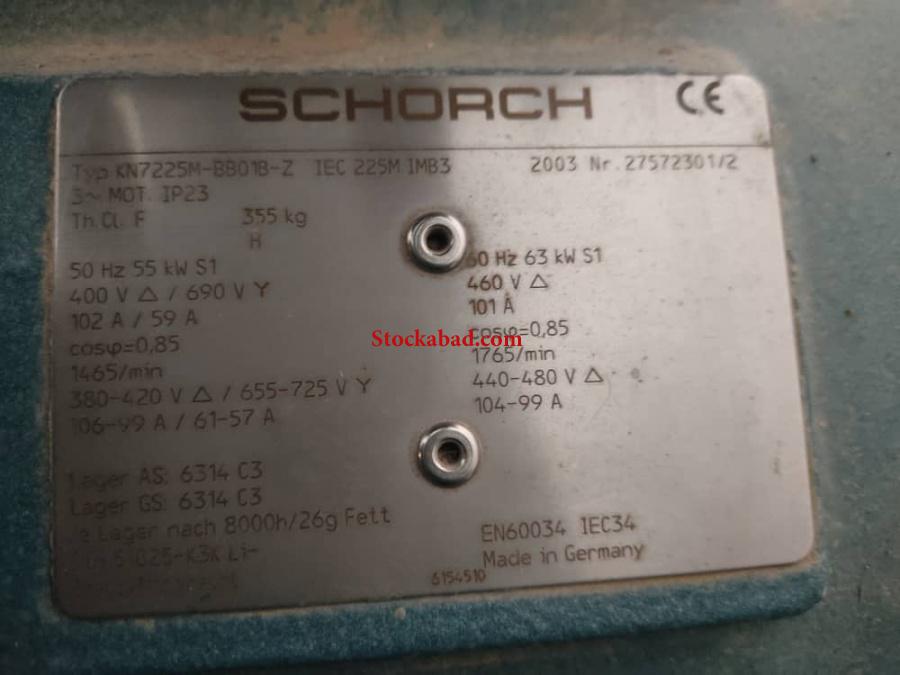 SCHORCH CE
Typ KN7225M-BB01B-Z IEC 225M IMB3 2003 Nr. 27572301/2
3~ MOT. IP23
Th.Cl. F 355 kg
H
50 Hz 55 kW S1
400 V △ / 690 V Y
102 A / 59 A
cosφ=0,85
1465/min
380-420 V △ / 655-725 V Y
106-99 A / 61-57 A
60 Hz 63 kW S1
460 V △
101 A
cosφ=0,85
1765/min
440-480 V △
104-99 A
Stockabad.com
Lager AS: 6314 C3
Lager GS: 6314 C3
Lager nach 8000h/26g Fett
025-K3K Li-
EN60034 IEC34
Made in Germany
6154510